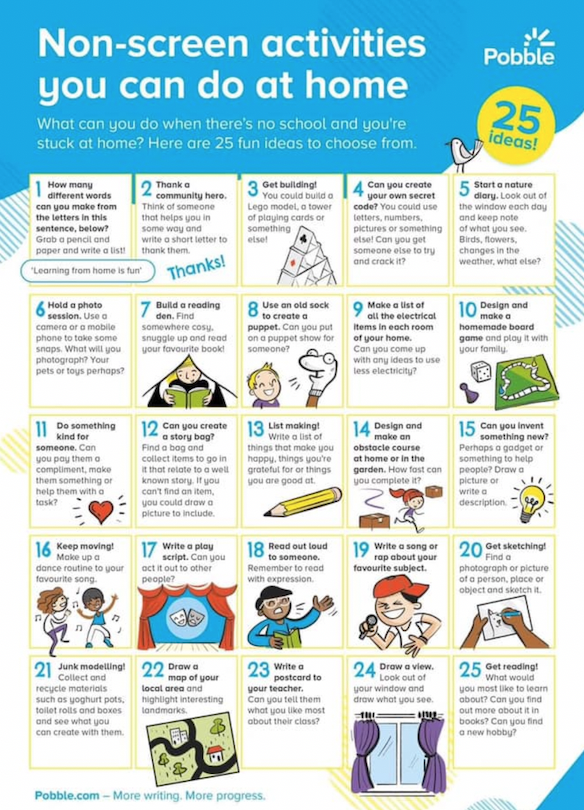 Non-screen activities
you can do at home
Pobble
What can you do when there's no school and you're
stuck at home? Here are 25 fun ideas to choose from.
25
ideas!
1 How many
different words
can you make from
the letters in this
sentence, below?
Grab a pencil and
paper and write a list!
'Learning from home is fun'
2 Thank a
community hero.
Think of someone
that helps you in
some way and
write a short letter to
thank them.
Thanks!
3 Get building!
You could build a
Lego model, a tower
of playing cards or
something
else!
4 Can you create
your own secret
code? You could use
letters, numbers,
pictures or something
else! Can you get
someone else to try
and crack it?
5 Start a nature
diary. Look out of
the window each day
and keep note
of what you see.
Birds, flowers,
changes in the
weather, what else?
6 Hold a photo
session. Use a
camera or a mobile
phone to take some
snaps. What will you
photograph? Your
pets or toys perhaps?
7 Build a reading
den. Find
somewhere cosy,
snuggle up and read
your favourite book!
8 Use an old sock
to create a
puppet. Can you put
on a puppet show for
someone?
9 Make a list of
all the electrical
items in each room
of your home.
Can you come up
with any ideas to use
less electricity?
10 Design and
make a
homemade board
game and play it with
your family.
11 Do something
kind for
someone. Can
you pay them a
compliment, make
them something or
help them with a
task?
12 Can you create
a story bag?
Find a bag and
collect items to go in
it that relate to a well
known story. If you
can't find an item,
you could draw a
picture to include.
13 List making!
Write a list of
things that make you
happy, things you're
grateful for or things
you are good at.
14 Design and
make an
obstacle course
at home or in the
garden. How fast can
you complete it?
15 Can you invent
something new?
Perhaps a gadget or
something to help
people? Draw a
picture or
write a
description.
16 Keep moving!
Make up a
dance routine to your
favourite song.
17 Write a play
script. Can you
act it out to other
people?
18 Read out loud
to someone.
Remember to read
with expression.
19 Write a song or
rap about your
favourite subject.
20 Get sketching!
Find a
photograph or picture
of a person, place or
object and sketch it.
21 Junk modelling!
Collect and
recycle materials
such as yoghurt pots,
toilet rolls and boxes
and see what you
can create with them.
22 Draw a
map of your
local area and
highlight interesting
landmarks.
23 Write a
postcard to
your teacher.
Can you tell them
what you like most
about their class?
24 Draw a view.
Look out of
your window and
draw what you see.
25 Get reading!
What would
you most like to learn
about? Can you find
out more about it in
books? Can you find
a new hobby?
Pobble.com – More writing. More progress.